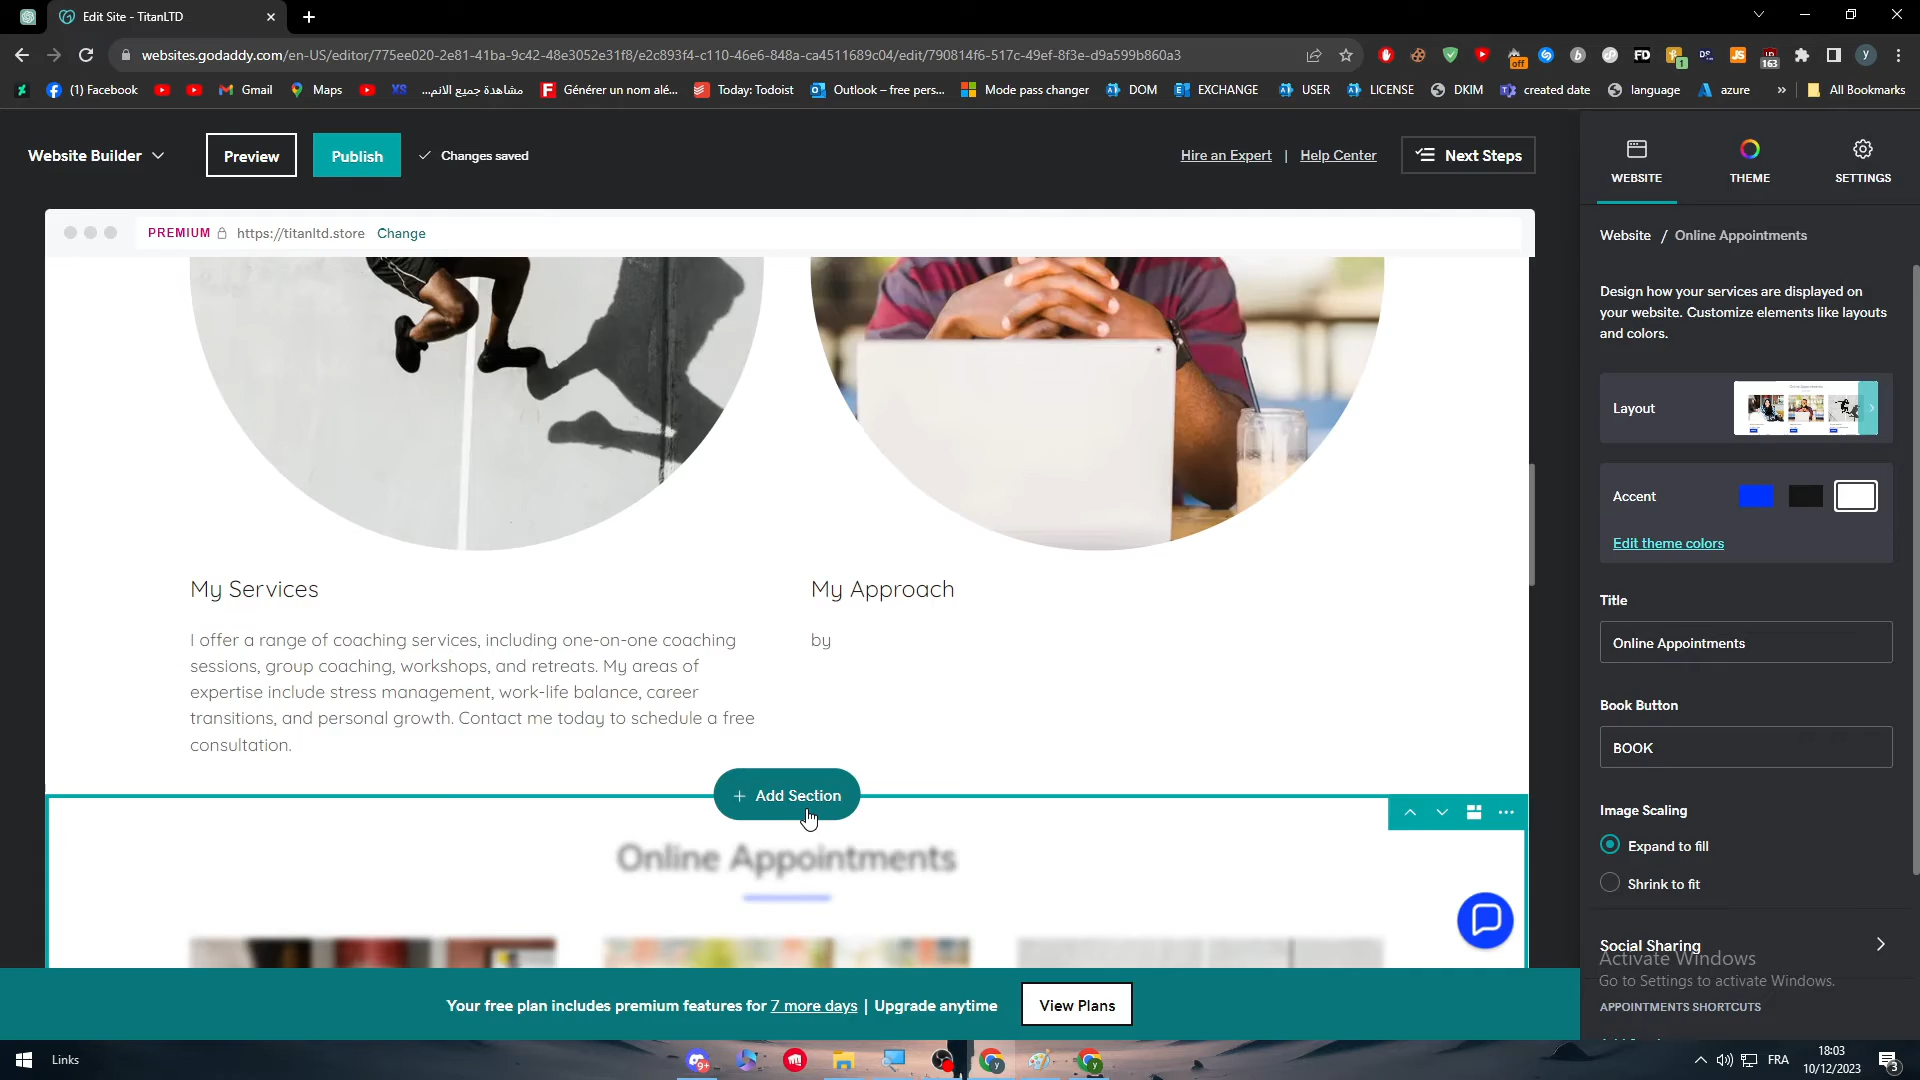 Edit Site - TitanLTD
websites.godaddy.com/en-US/editor/775ee020-2e81-41ba-9c42-48e3052e31f8/e2c893f4-c110-46e6-848a-ca4511689c04/edit/790814f6-517c-49ef-8f3e-d9a599b860a3
off
1
163
y
(1) Facebook
Gmail
Maps
XS
مشاهدة جميع الانم...
Générer un nom alé...
Today: Todoist
Outlook – free pers...
Mode pass changer
DOM
EXCHANGE
USER
LICENSE
DKIM
created date
language
azure
»
All Bookmarks
Website Builder
Preview
Publish
Changes saved
Hire an Expert | Help Center
Next Steps
WEBSITE
THEME
SETTINGS
PREMIUM
https://titanltd.store
Change
Website / Online Appointments
Design how your services are displayed on
your website. Customize elements like layouts
and colors.
Layout
Accent
Edit theme colors
Title
Online Appointments
Book Button
BOOK
Image Scaling
Expand to fill
Shrink to fit
Social Sharing
Activate Windows
Go to Settings to activate Windows.
APPOINTMENTS SHORTCUTS
My Services
I offer a range of coaching services, including one-on-one coaching
sessions, group coaching, workshops, and retreats. My areas of
expertise include stress management, work-life balance, career
transitions, and personal growth. Contact me today to schedule a free
consultation.
My Approach
by
+ Add Section
Online Appointments
Your free plan includes premium features for 7 more days | Upgrade anytime
View Plans
Links
9+
FRA
18:03
10/12/2023
3